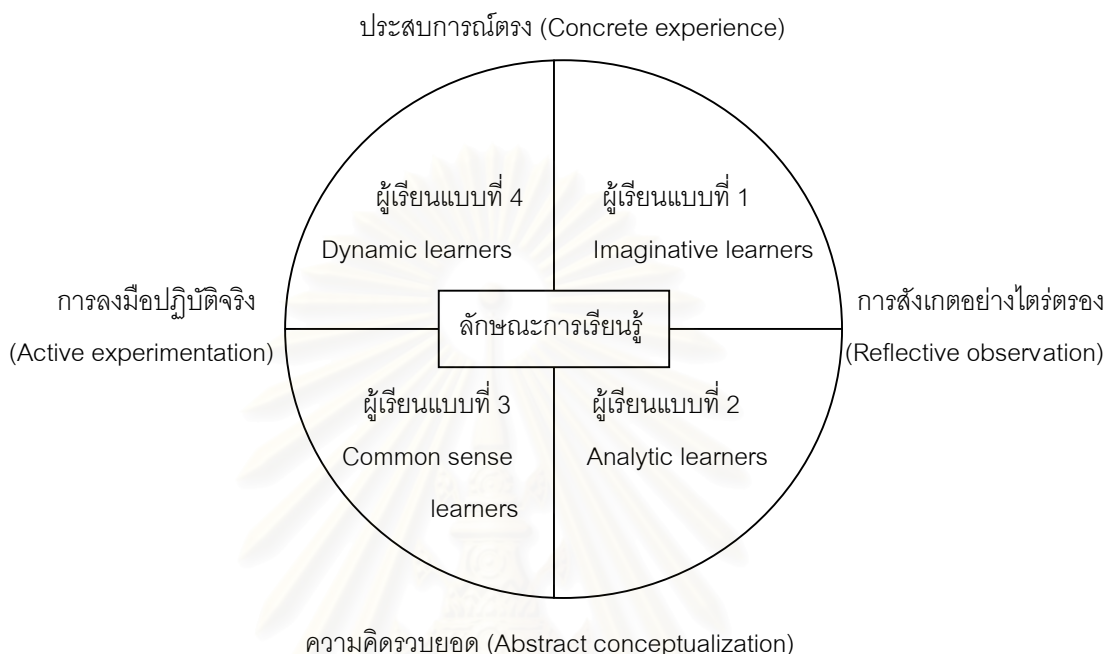 ประสบการณ์ตรง (Concrete experience)
ผู้เรียนแบบที่ 4
Dynamic learners
ผู้เรียนแบบที่ 1
Imaginative learners
การลงมือปฏิบัติจริง
(Active experimentation)
ลักษณะการเรียนรู้
การสังเกตอย่างไตร่ตรอง
(Reflective observation)
ผู้เรียนแบบที่ 3
Common sense
learners
ผู้เรียนแบบที่ 2
Analytic learners
ความคิดรวบยอด (Abstract conceptualization)